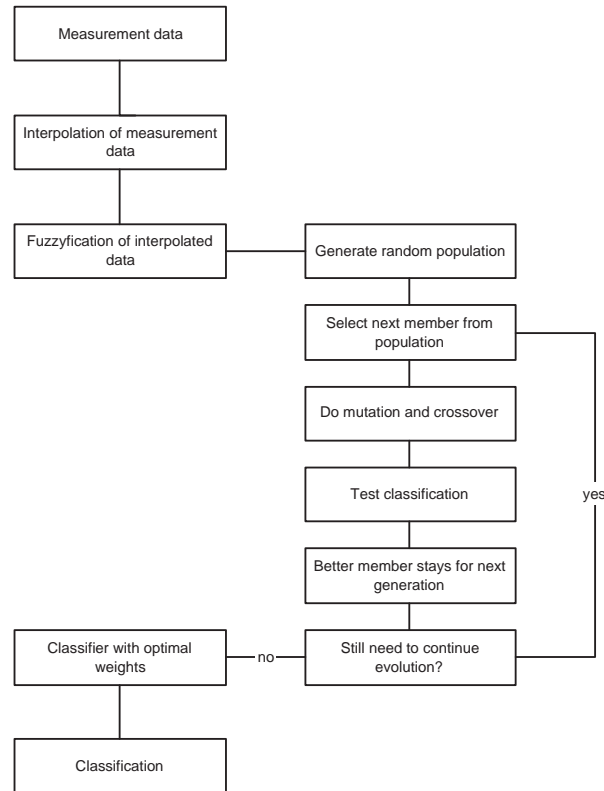 Measurement data
Interpolation of measurement
data
Fuzzyfication of interpolated
data
Generate random population
Select next member from
population
Do mutation and crossover
Test classification
yes
Better member stays for next
generation
Still need to continue
evolution?
no
Classifier with optimal
weights
Classification